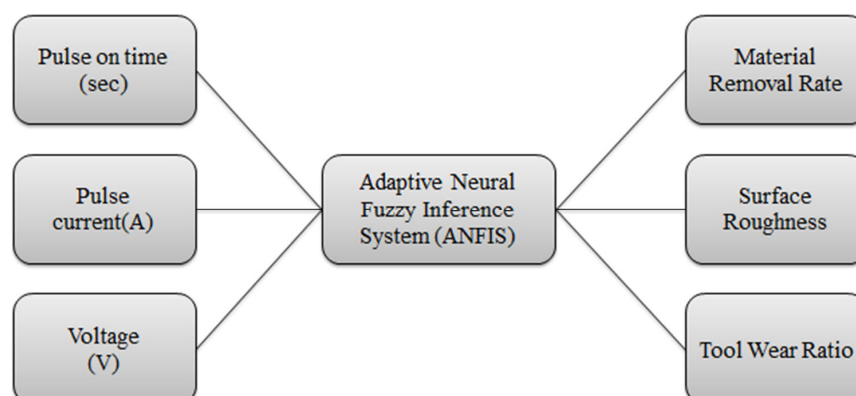 Pulse on time
(sec)
Pulse
current(A)
Voltage
(V)
Adaptive Neural
Fuzzy Inference
System (ANFIS)
Material
Removal Rate
Surface
Roughness
Tool Wear Ratio